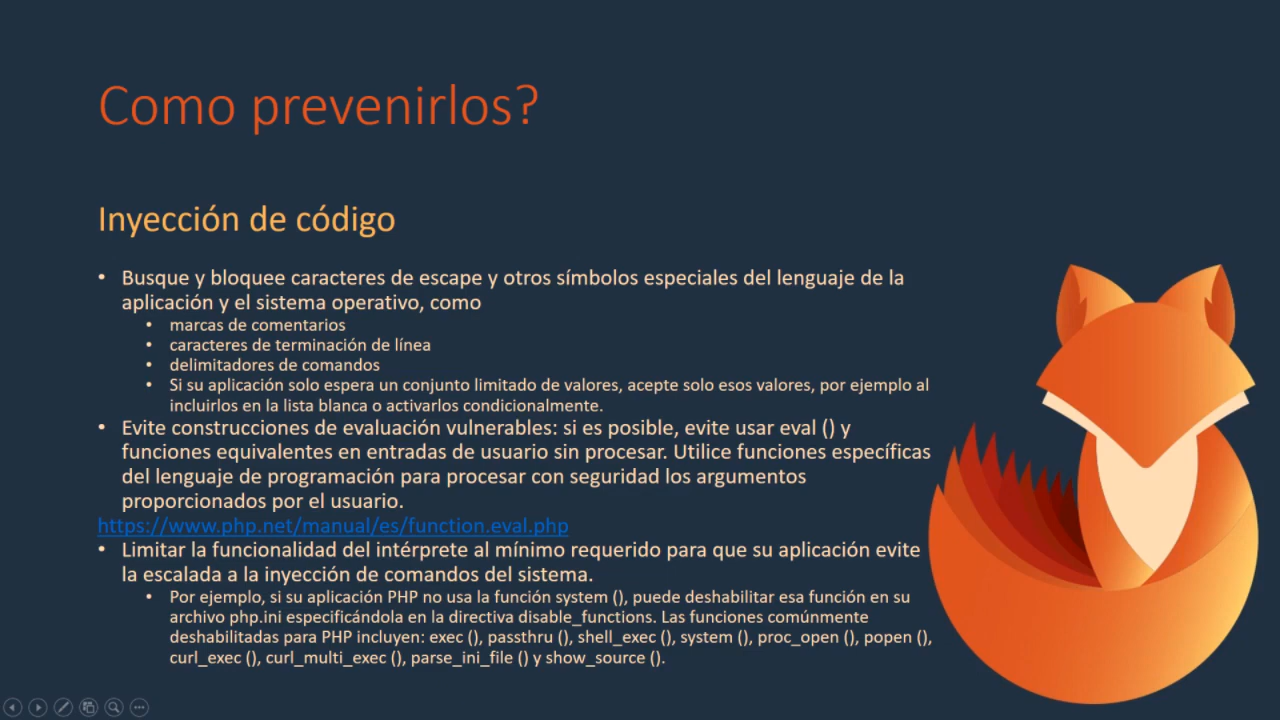 Como prevenirlos?
Inyección de código
• Busque y bloquee caracteres de escape y otros símbolos especiales del lenguaje de la
aplicación y el sistema operativo, como
• marcas de comentarios
• caracteres de terminación de línea
• delimitadores de comandos
• Si su aplicación solo espera un conjunto limitado de valores, acepte solo esos valores, por ejemplo al
incluirlos en la lista blanca o activarlos condicionalmente.
• Evite construcciones de evaluación vulnerables: si es posible, evite usar eval () y
funciones equivalentes en entradas de usuario sin procesar. Utilice funciones específicas
del lenguaje de programación para procesar con seguridad los argumentos
proporcionados por el usuario.
https://www.php.net/manual/es/function.eval.php
• Limitar la funcionalidad del intérprete al mínimo requerido para que su aplicación evite
la escalada a la inyección de comandos del sistema.
• Por ejemplo, si su aplicación PHP no usa la función system (), puede deshabilitar esa función en su
archivo php.ini especificándola en la directiva disable_functions. Las funciones comúnmente
deshabilitadas para PHP incluyen: exec (), passthru (), shell_exec (), system (), proc_open (), popen (),
curl_exec (), curl_multi_exec (), parse_ini_file () y show_source ().